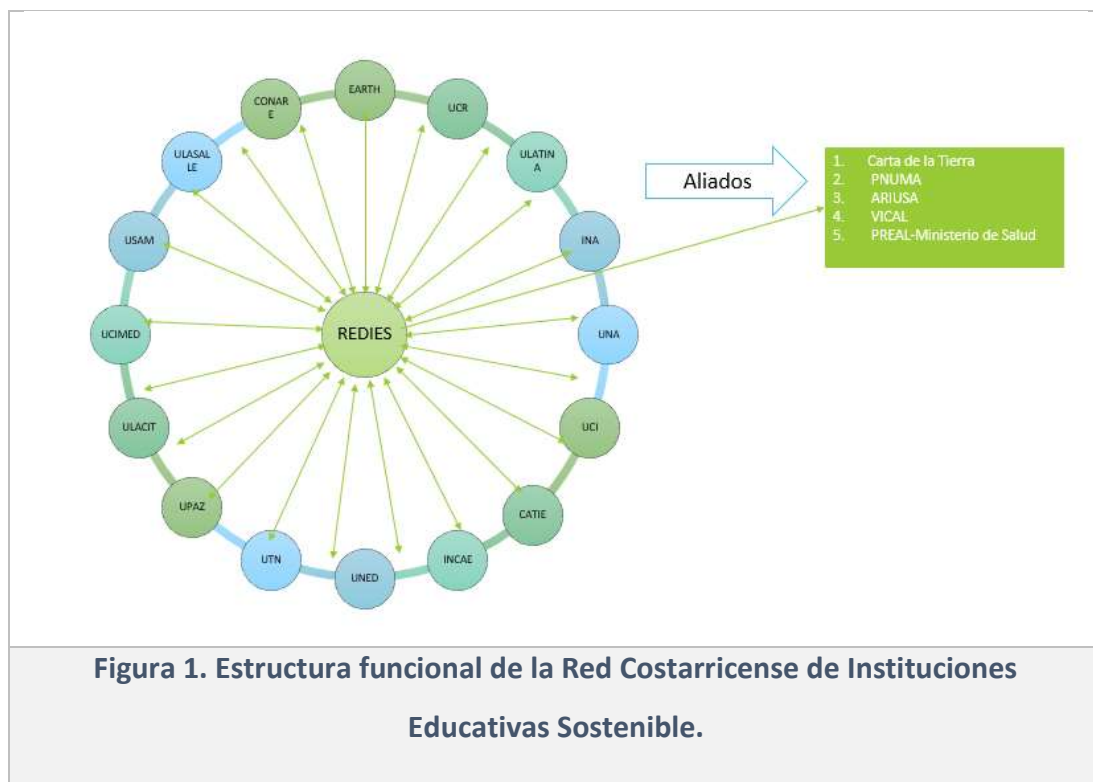 EARTH
UCR
ULATIN
A
INA
UNA
UCI
CATIE
INCAE
UNED
UTN
UPAZ
ULACIT
UCIMED
USAM
ULASAL
LE
CONAR
E
REDIES
Aliados
1. Carta de la Tierra
2. PNUMA
3. ARIUSA
4. VICAL
5. PREAL-Ministerio de Salud
Figura 1. Estructura funcional de la Red Costarricense de Instituciones
Educativas Sostenible.